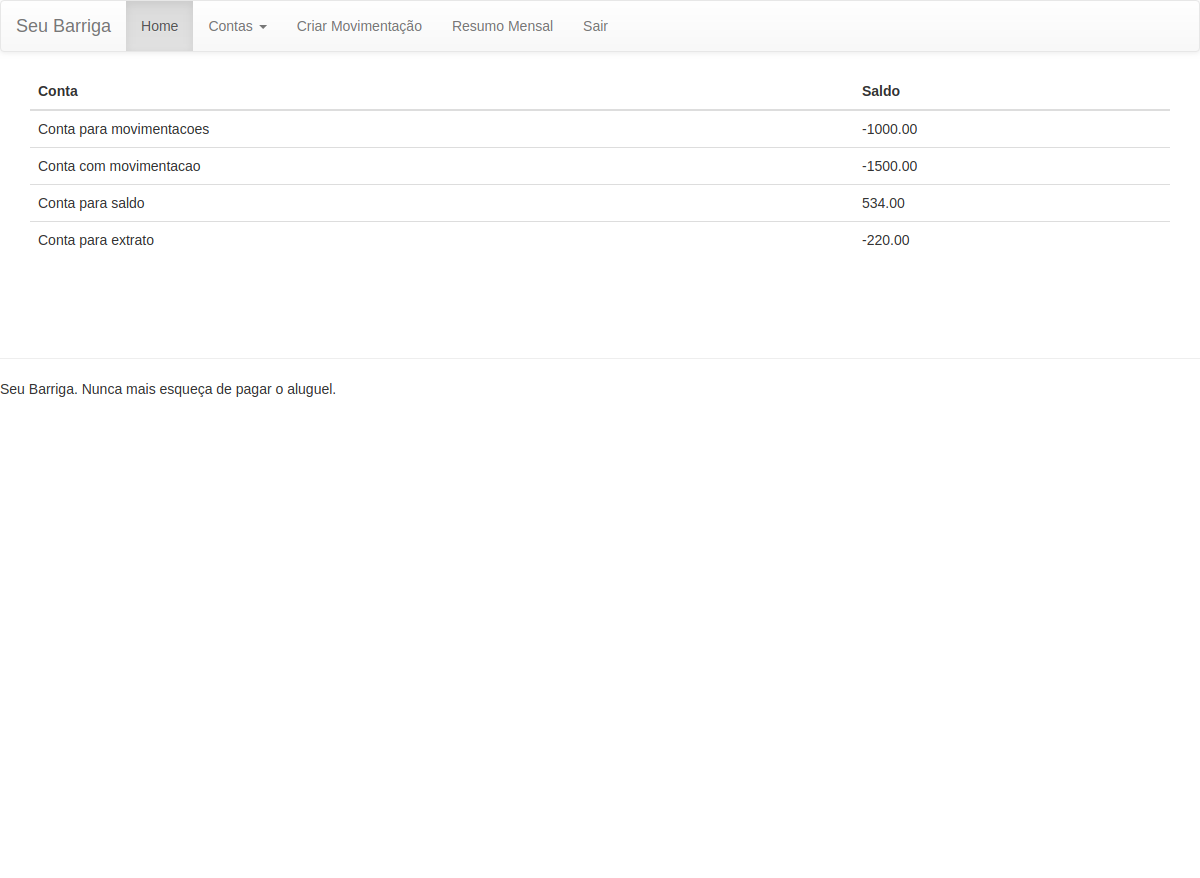 Seu Barriga Home Contas Criar Movimentação Resumo Mensal Sair
Conta Saldo
Conta para movimentacoes -1000.00
Conta com movimentacao -1500.00
Conta para saldo 534.00
Conta para extrato -220.00
Seu Barriga. Nunca mais esqueça de pagar o aluguel.